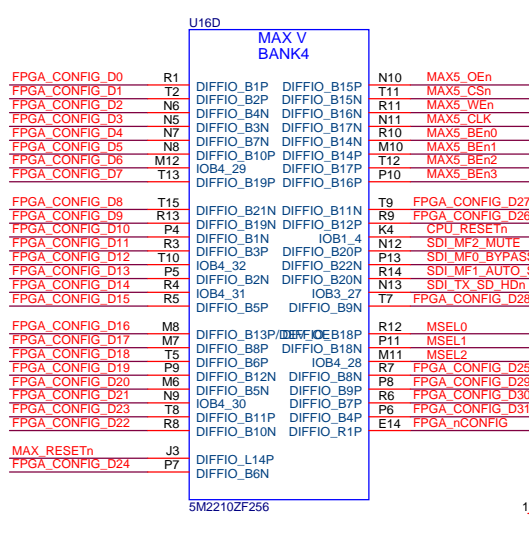 U16D
MAX V
BANK4
FPGA_CONFIG_D0 R1 DIFFIO_B1P DIFFIO_B15P N10 MAX5_OEn
FPGA_CONFIG_D1 T2 DIFFIO_B2P DIFFIO_B15N T11 MAX5_CSn
FPGA_CONFIG_D2 N6 DIFFIO_B4N DIFFIO_B16N R11 MAX5_WEn
FPGA_CONFIG_D3 N5 DIFFIO_B3N DIFFIO_B17N N11 MAX5_CLK
FPGA_CONFIG_D4 N7 DIFFIO_B7N DIFFIO_B14N R10 MAX5_BEn0
FPGA_CONFIG_D5 N8 DIFFIO_B10P DIFFIO_B14P M10 MAX5_BEn1
FPGA_CONFIG_D6 M12 IOB4_29 DIFFIO_B17P T12 MAX5_BEn2
FPGA_CONFIG_D7 T13 DIFFIO_B19P DIFFIO_B16P P10 MAX5_BEn3
FPGA_CONFIG_D8 T15 DIFFIO_B21N DIFFIO_B11N T9 FPGA_CONFIG_D27
FPGA_CONFIG_D9 R13 DIFFIO_B19N DIFFIO_B12P R9 FPGA_CONFIG_D26
FPGA_CONFIG_D10 P4 DIFFIO_B1N IOB1_4 K4 CPU_RESETn
FPGA_CONFIG_D11 R3 DIFFIO_B3P DIFFIO_B20P N12 SDI_MF2_MUTE
FPGA_CONFIG_D12 T10 IOB4_32 DIFFIO_B22N P13 SDI_MF0_BYPASS
FPGA_CONFIG_D13 P5 DIFFIO_B2N DIFFIO_B20N R14 SDI_MF1_AUTO_S
FPGA_CONFIG_D14 R4 IOB4_31 IOB3_27 N13 SDI_TX_SD_HDn
FPGA_CONFIG_D15 R5 DIFFIO_B5P DIFFIO_B9N T7 FPGA_CONFIG_D28
FPGA_CONFIG_D16 M8 DIFFIO_B13P/DEV_OE DIFFIO_B18P R12 MSEL0
FPGA_CONFIG_D17 M7 DIFFIO_B8P DIFFIO_B18N P11 MSEL1
FPGA_CONFIG_D18 T5 DIFFIO_B6P IOB4_28 M11 MSEL2
FPGA_CONFIG_D19 P9 DIFFIO_B12N DIFFIO_B8N R7 FPGA_CONFIG_D25
FPGA_CONFIG_D20 M6 DIFFIO_B5N DIFFIO_B9P P8 FPGA_CONFIG_D29
FPGA_CONFIG_D21 N9 IOB4_30 DIFFIO_B7P R6 FPGA_CONFIG_D30
FPGA_CONFIG_D23 T8 DIFFIO_B11P DIFFIO_B4P P6 FPGA_CONFIG_D31
FPGA_CONFIG_D22 R8 DIFFIO_B10N DIFFIO_R1P E14 FPGA_nCONFIG
MAX_RESETn J3 DIFFIO_L14P
FPGA_CONFIG_D24 P7 DIFFIO_B6N
5M2210ZF256
1